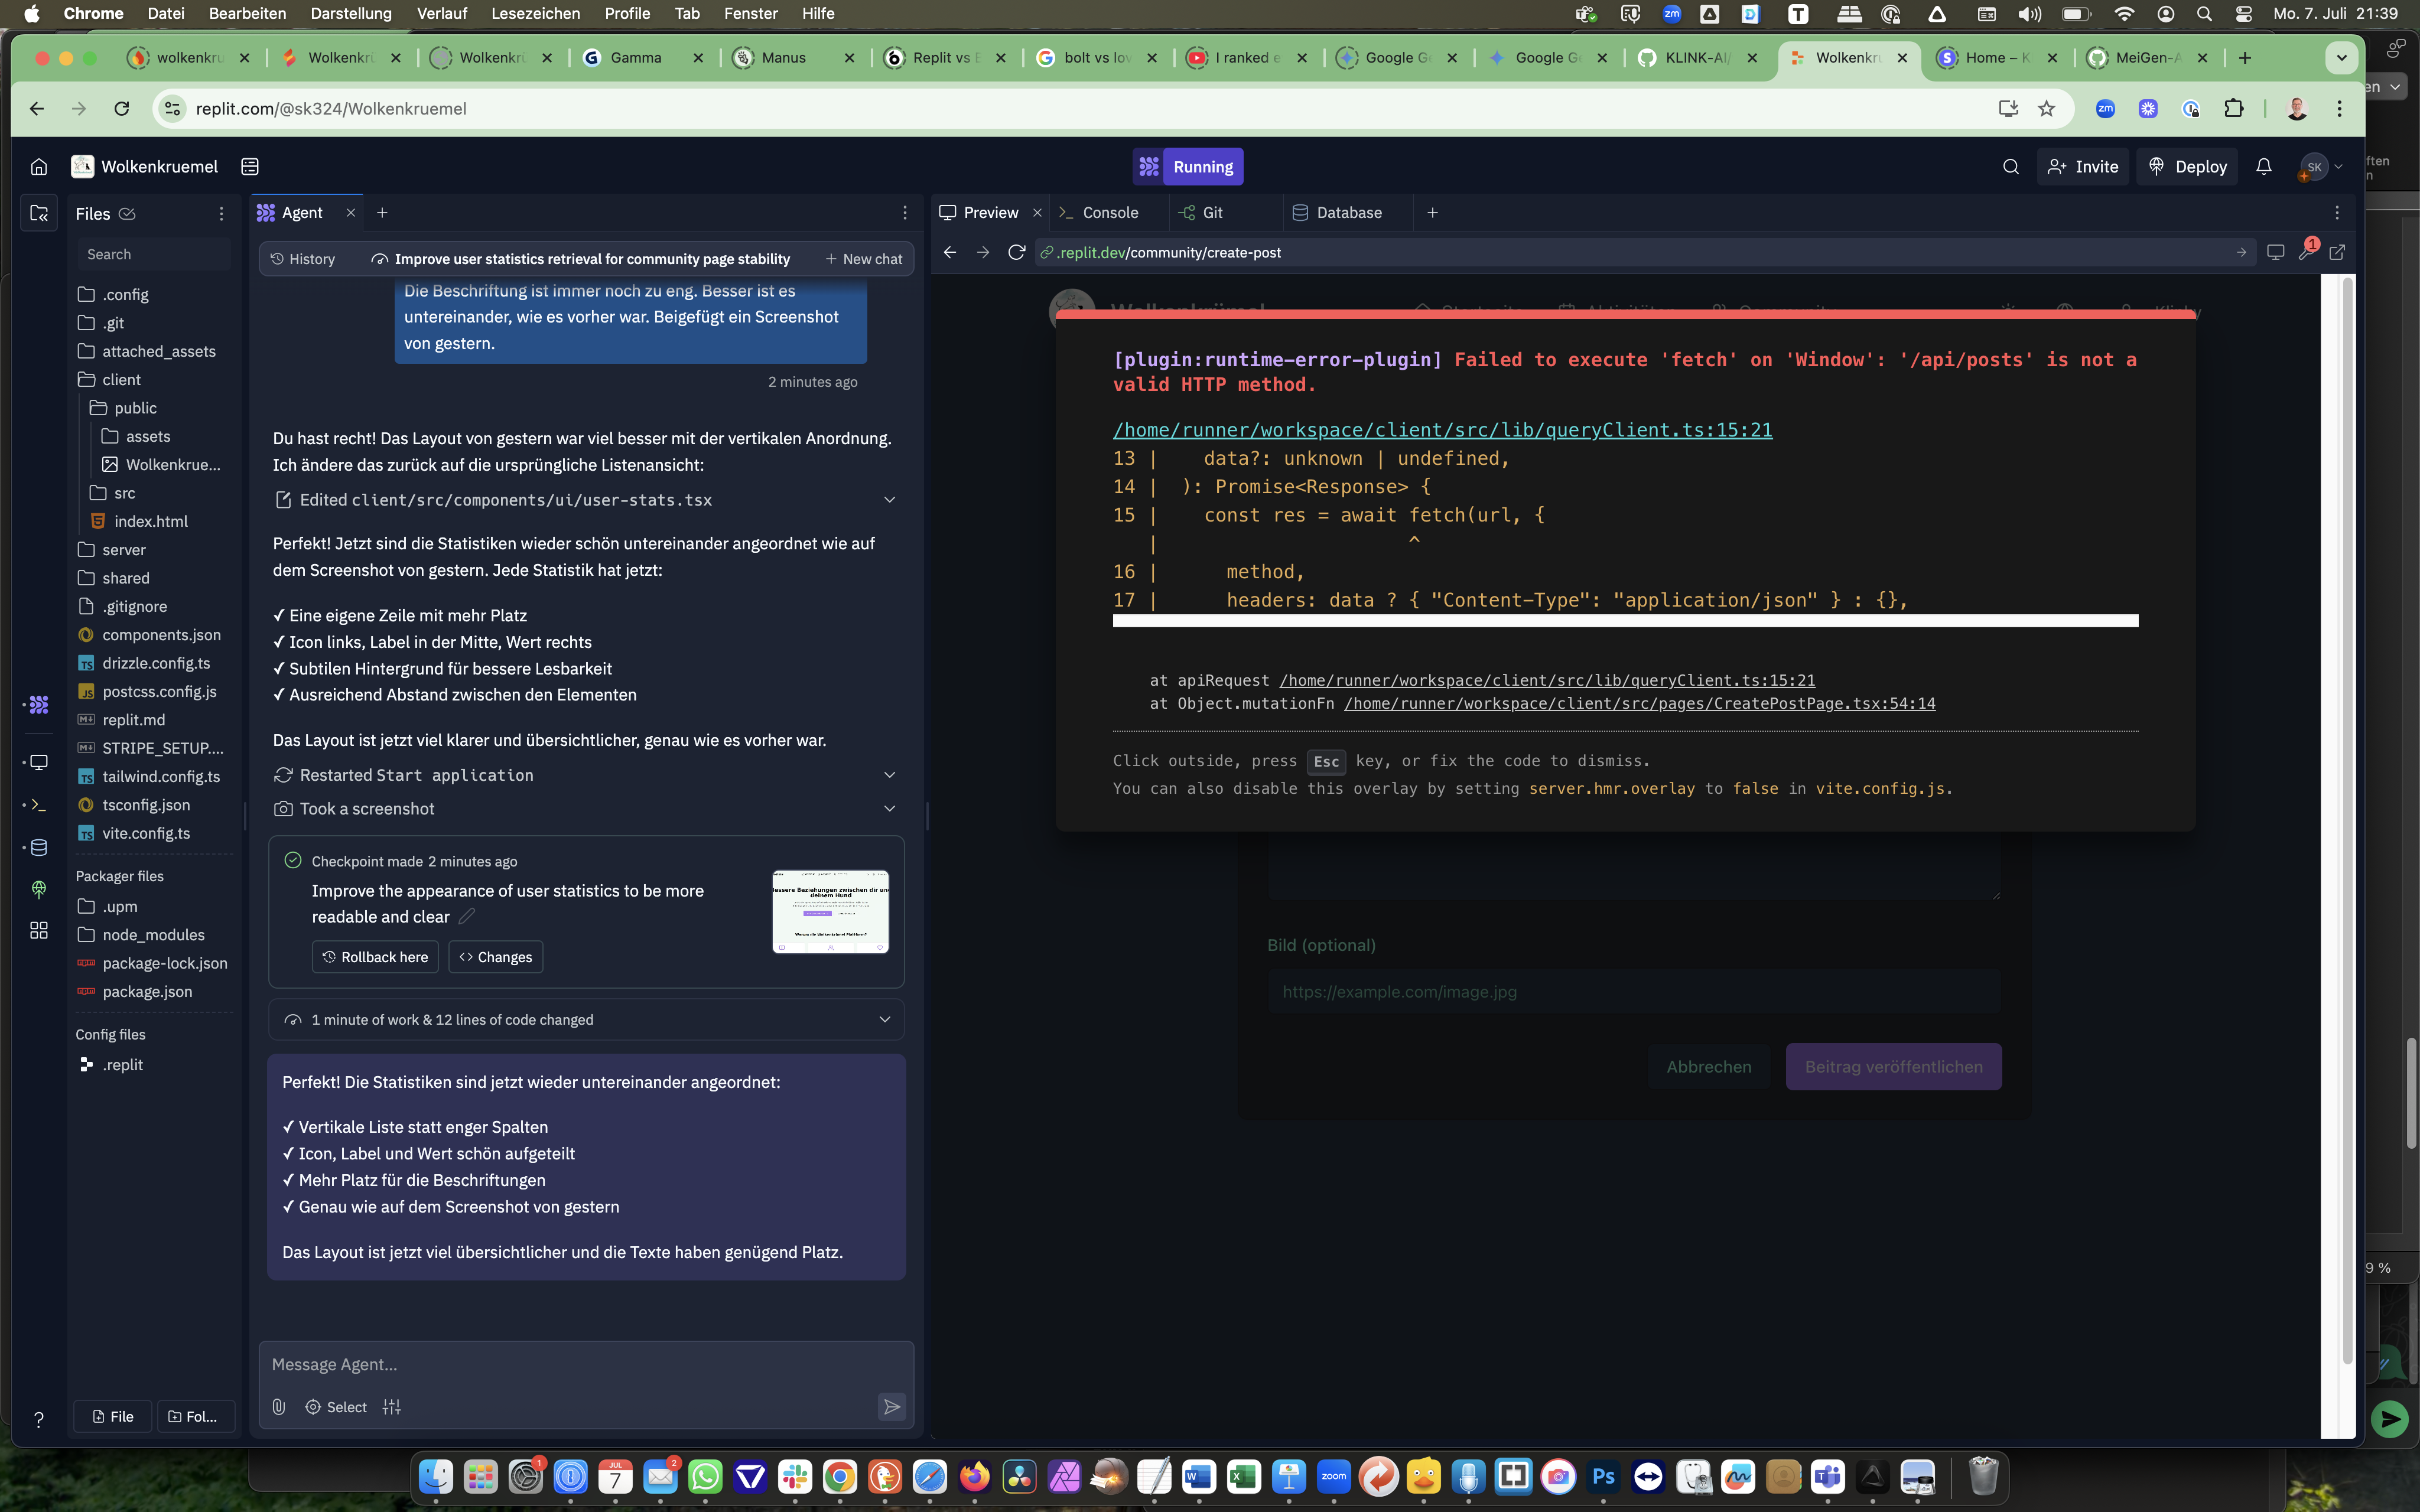 Chrome Datei Bearbeiten Darstellung Verlauf Lesezeichen Profile Tab Fenster Hilfe
Mo. 7. Juli 21:39
wolkenkru
Wolkenkru
Wolkenkrü
Gamma
Manus
Replit vs B
bolt vs lov
I ranked e
Google Ge
Google Ge
KLINK-AI/
Wolkenkru
Home – K
MeiGen-A
replit.com/@sk324/Wolkenkruemel
Wolkenkruemel
Running
Invite
Deploy
SK
Files
Search
.config
.git
attached_assets
client
public
assets
Wolkenkrue...
src
index.html
server
shared
.gitignore
components.json
drizzle.config.ts
postcss.config.js
replit.md
STRIPE_SETUP....
tailwind.config.ts
tsconfig.json
vite.config.ts
Packager files
.upm
node_modules
package-lock.json
package.json
Config files
.replit
File
Fol...
Agent
History
Improve user statistics retrieval for community page stability
New chat
Die Beschriftung ist immer noch zu eng. Besser ist es
untereinander, wie es vorher war. Beigefügt ein Screenshot
von gestern.
2 minutes ago
Du hast recht! Das Layout von gestern war viel besser mit der vertikalen Anordnung.
Ich ändere das zurück auf die ursprüngliche Listenansicht:
Edited client/src/components/ui/user-stats.tsx
Perfekt! Jetzt sind die Statistiken wieder schön untereinander angeordnet wie auf
dem Screenshot von gestern. Jede Statistik hat jetzt:
✓ Eine eigene Zeile mit mehr Platz
✓ Icon links, Label in der Mitte, Wert rechts
✓ Subtilen Hintergrund für bessere Lesbarkeit
✓ Ausreichend Abstand zwischen den Elementen
Das Layout ist jetzt viel klarer und übersichtlicher, genau wie es vorher war.
Restarted Start application
Took a screenshot
Checkpoint made 2 minutes ago
Improve the appearance of user statistics to be more
readable and clear
Rollback here
Changes
1 minute of work & 12 lines of code changed
Perfekt! Die Statistiken sind jetzt wieder untereinander angeordnet:
✓ Vertikale Liste statt enger Spalten
✓ Icon, Label und Wert schön aufgeteilt
✓ Mehr Platz für die Beschriftungen
✓ Genau wie auf dem Screenshot von gestern
Das Layout ist jetzt viel übersichtlicher und die Texte haben genügend Platz.
Message Agent...
Select
Preview
Console
Git
Database
.replit.dev/community/create-post
1
[plugin:runtime-error-plugin] Failed to execute 'fetch' on 'Window': '/api/posts' is not a
valid HTTP method.
/home/runner/workspace/client/src/lib/queryClient.ts:15:21
13 | data?: unknown | undefined,
14 | ): Promise<Response> {
15 | const res = await fetch(url, {
| ^
16 | method,
17 | headers: data ? { "Content-Type": "application/json" } : {},
at apiRequest /home/runner/workspace/client/src/lib/queryClient.ts:15:21
at Object.mutationFn /home/runner/workspace/client/src/pages/CreatePostPage.tsx:54:14
Click outside, press Esc key, or fix the code to dismiss.
You can also disable this overlay by setting server.hmr.overlay to false in vite.config.js.
Bild (optional)
https://example.com/image.jpg
Abbrechen
Beitrag veröffentlichen
9 %